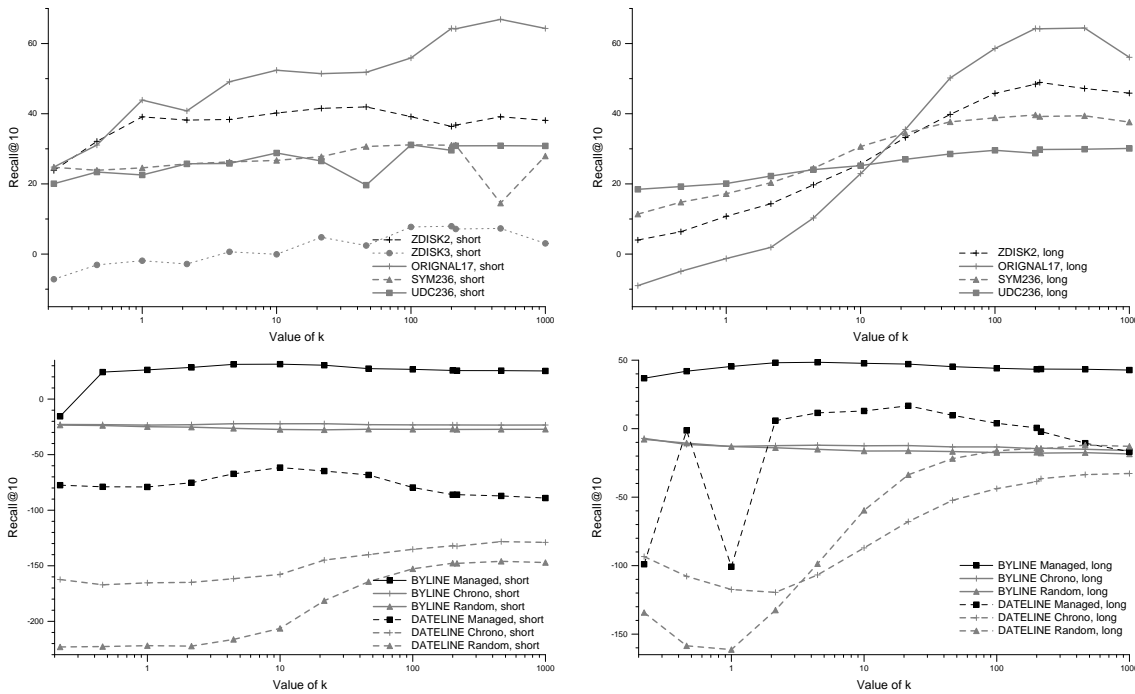 60
40
20
0
Recall@10
ZDISK2, short
ZDISK3, short
ORIGNAL17, short
SYM236, short
UDC236, short
1 10 100 1000
Value of k
60
40
20
0
Recall@10
ZDISK2, long
ORIGNAL17, long
SYM236, long
UDC236, long
1 10 100 1000
Value of k
0
-50
-100
-150
-200
Recall@10
BYLINE Managed, short
BYLINE Chrono, short
BYLINE Random, short
DATELINE Managed, short
DATELINE Chrono, short
DATELINE Random, short
1 10 100 1000
Value of k
50
0
-50
-100
-150
Recall@10
BYLINE Managed, long
BYLINE Chrono, long
BYLINE Random, long
DATELINE Managed, long
DATELINE Chrono, long
DATELINE Random, long
1 10 100 1000
Value of k